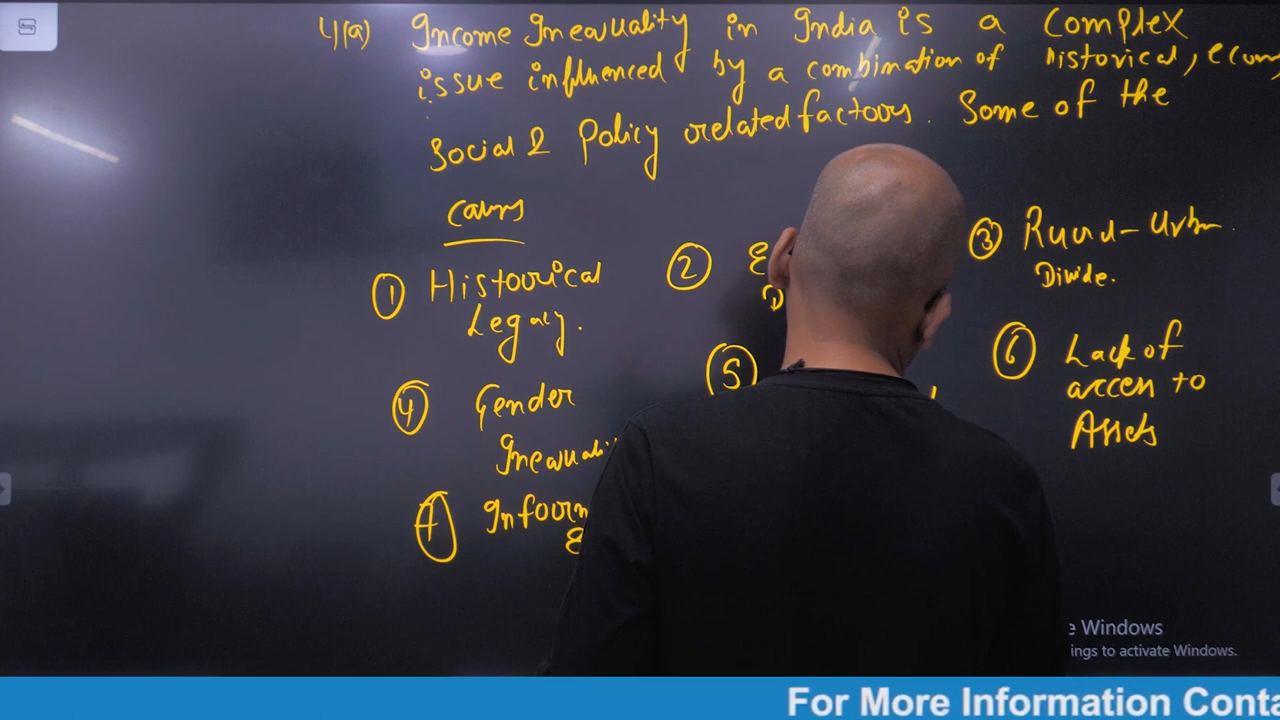 4(a) Income Inequality in India is a complex
issue influenced by a combination of historical, econ
Social & Policy related factors. Some of the
causes
① Historical
Legacy.
② E
D
③ Rural-Urban
Divide.
④ Gender
Inequali
⑤
⑥ Lack of
access to
Assets
⑦ Inform
E
e Windows
ings to activate Windows.
For More Information Conta